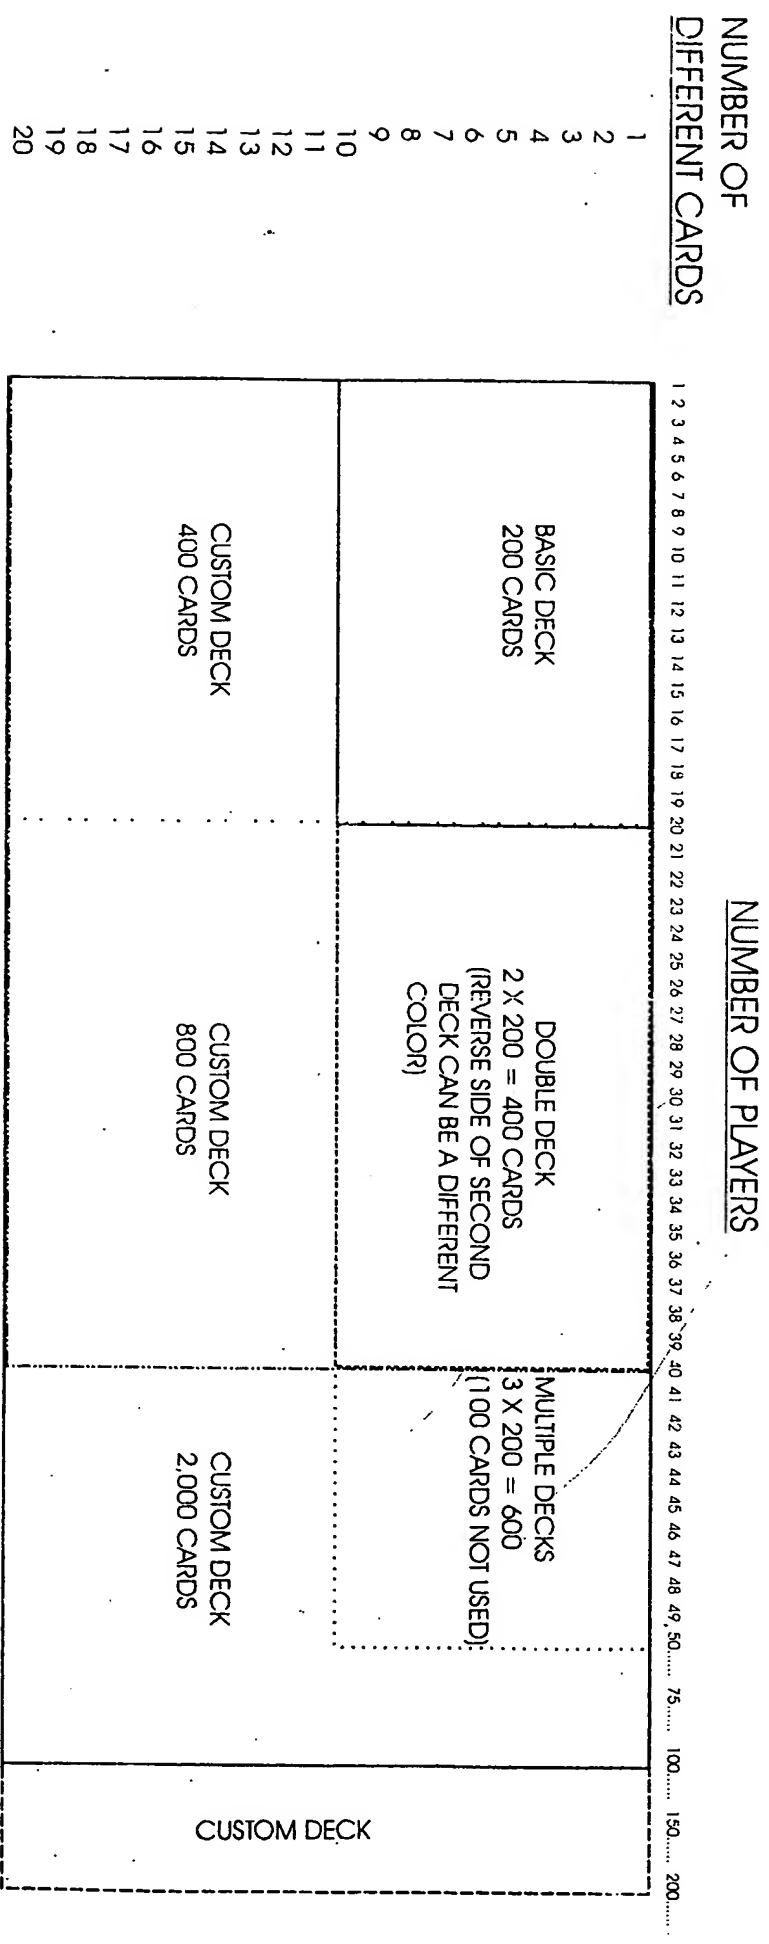 NUMBER OF PLAYERS
NUMBER OF
DIFFERENT CARDS
1 2 3 4 5 6 7 8 9 10 11 12 13 14 15 16 17 18 19 20 21 22 23 24 25 26 27 28 29 30 31 32 33 34 35 36 37 38 39 40 41 42 43 44 45 46 47 48 49 50...... 75...... 100...... 150...... 200......
1
2
3
4
5
6
7
8
9
10
11
12
13
14
15
16
17
18
19
20
BASIC DECK
200 CARDS
DOUBLE DECK
2 X 200 = 400 CARDS
(REVERSE SIDE OF SECOND
DECK CAN BE A DIFFERENT
COLOR)
MULTIPLE DECKS
3 X 200 = 600
(100 CARDS NOT USED)
CUSTOM DECK
400 CARDS
CUSTOM DECK
800 CARDS
CUSTOM DECK
2,000 CARDS
CUSTOM DECK